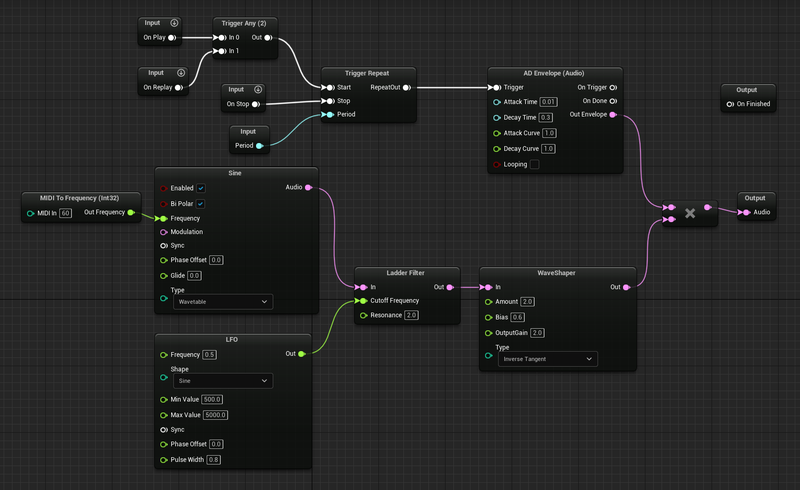 Input
On Play
Trigger Any (2)
In 0
Out
In 1
Input
On Replay
Input
On Stop
Input
Period
Trigger Repeat
Start
RepeatOut
Stop
Period
AD Envelope (Audio)
Trigger
On Trigger
Attack Time 0.01
On Done
Decay Time 0.3
Out Envelope
Attack Curve 1.0
Decay Curve 1.0
Looping
Output
On Finished
MIDI To Frequency (Int32)
MIDI In 60
Out Frequency
Sine
Enabled
Audio
Bi Polar
Frequency
Modulation
Sync
Phase Offset 0.0
Glide 0.0
Type
Wavetable
Output
Audio
Ladder Filter
In
Out
Cutoff Frequency
Resonance 2.0
WaveShaper
In
Out
Amount 2.0
Bias 0.6
OutputGain 2.0
Type
Inverse Tangent
LFO
Frequency 0.5
Out
Shape
Sine
Min Value 500.0
Max Value 5000.0
Sync
Phase Offset 0.0
Pulse Width 0.8